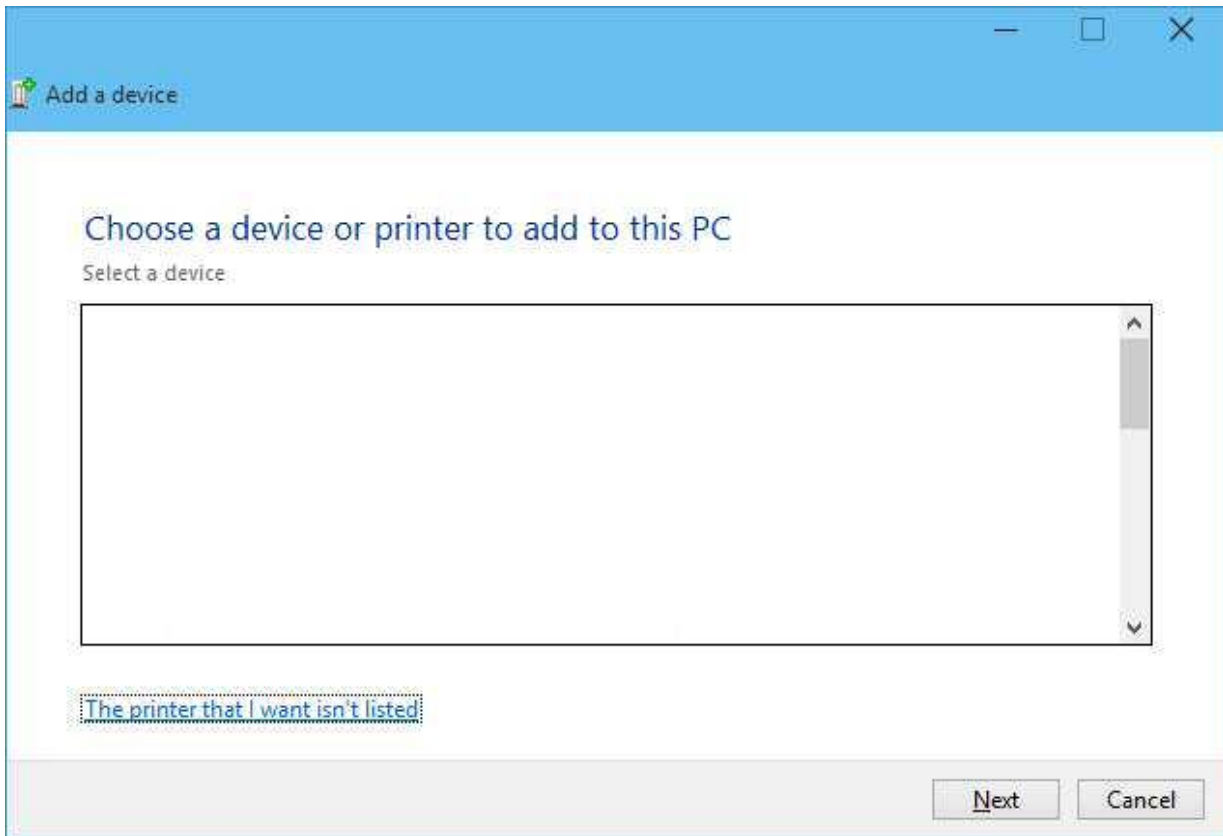 Add a device
Choose a device or printer to add to this PC
Select a device
The printer that I want isn't listed
Next Cancel